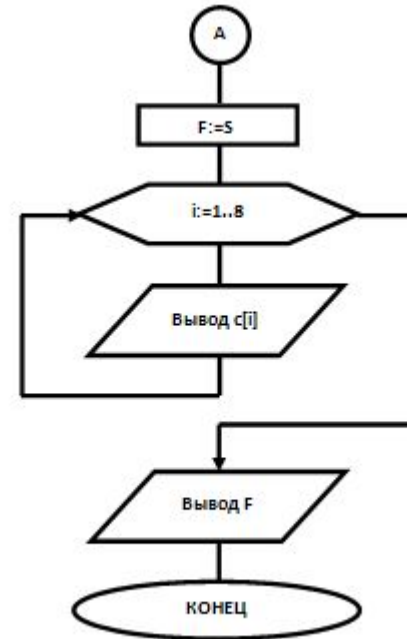 A
F:=S
i:=1..8
Вывод c[i]
Вывод F
КОНЕЦ